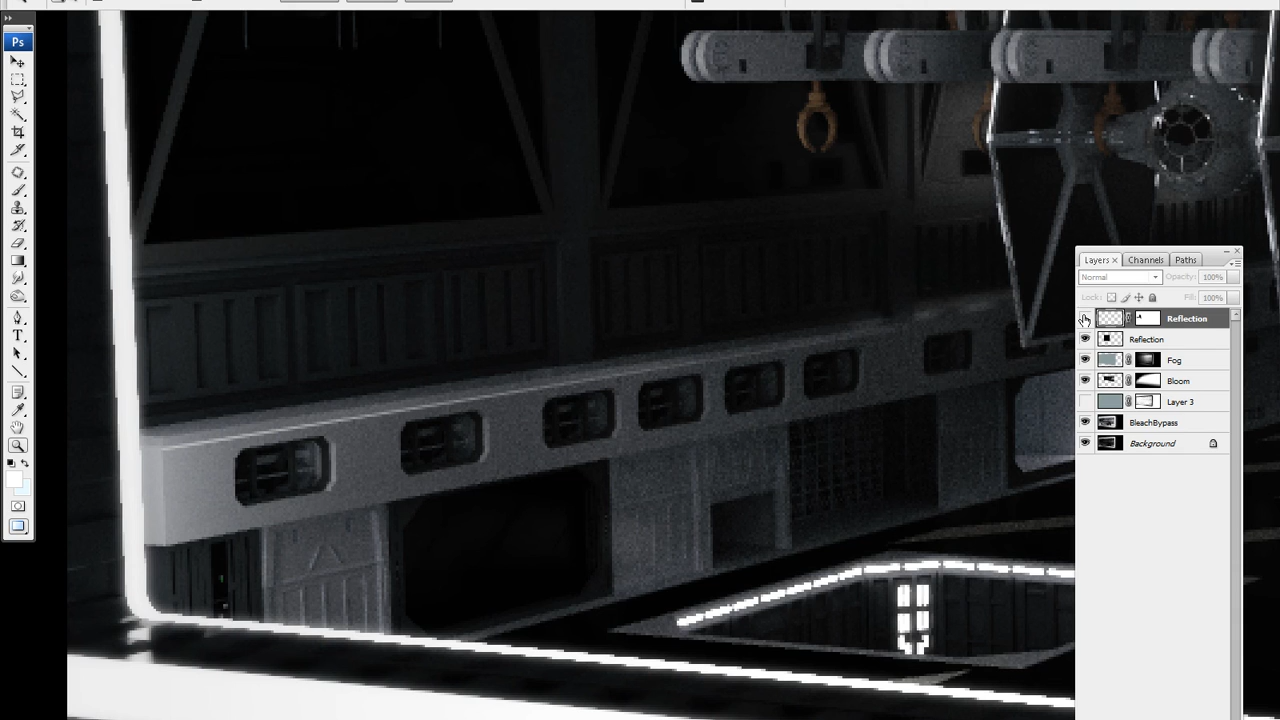 Ps
Layers × Channels Paths
Normal Opacity: 100%
Lock: Fill: 100%
Reflection
Reflection
Fog
Bloom
Layer 3
BleachBypass
Background
T